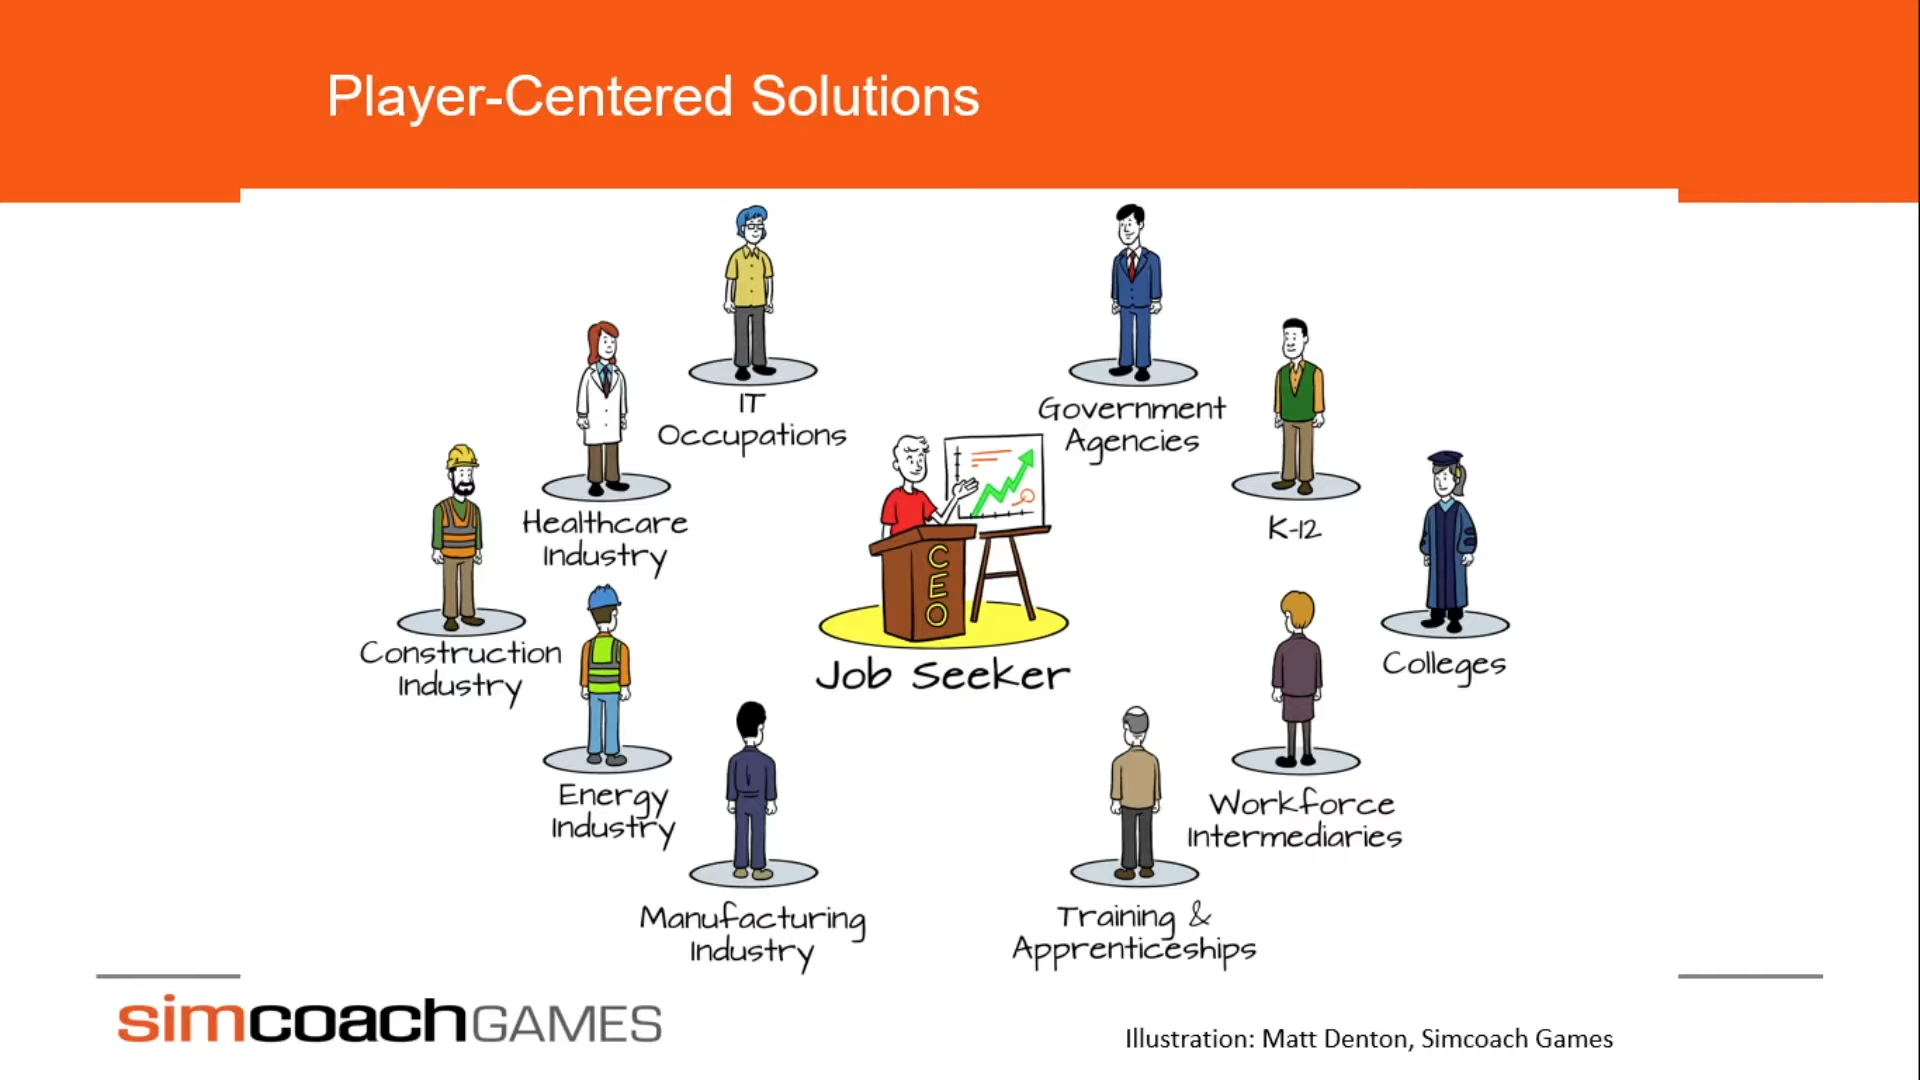 Player-Centered Solutions
IT
Occupations
Government
Agencies
Healthcare
Industry
K-12
CEO
Construction
Industry
Job Seeker
Colleges
Energy
Industry
Workforce
Intermediaries
Manufacturing
Industry
Training &
Apprenticeships
simcoachGAMES
Illustration: Matt Denton, Simcoach Games